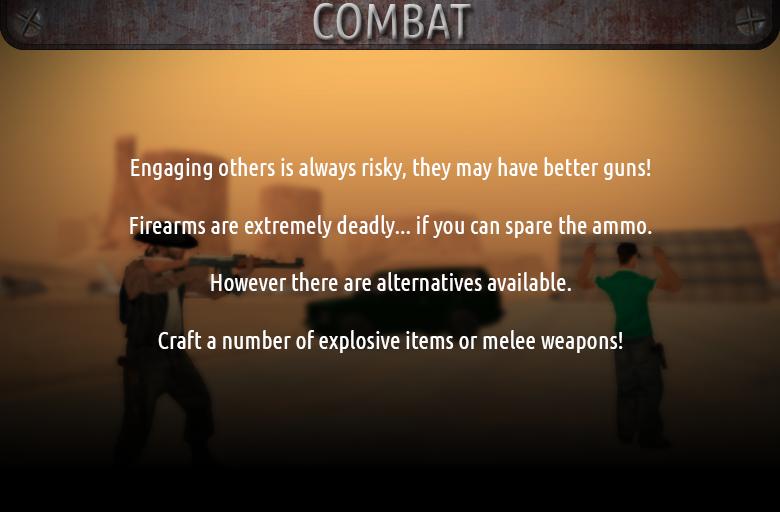 COMBAT
Engaging others is always risky, they may have better guns!
Firearms are extremely deadly... if you can spare the ammo.
However there are alternatives available.
Craft a number of explosive items or melee weapons!